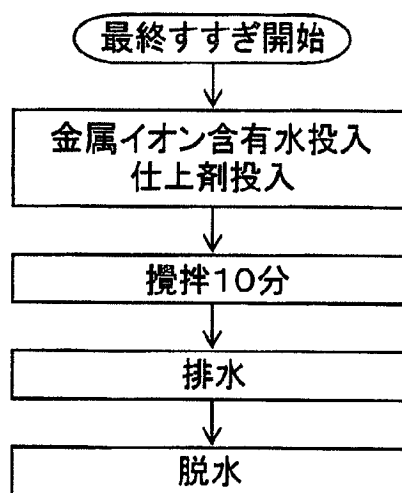 最終すすぎ開始
金属イオン含有水投入
仕上剤投入
攪拌10分
排水
脱水